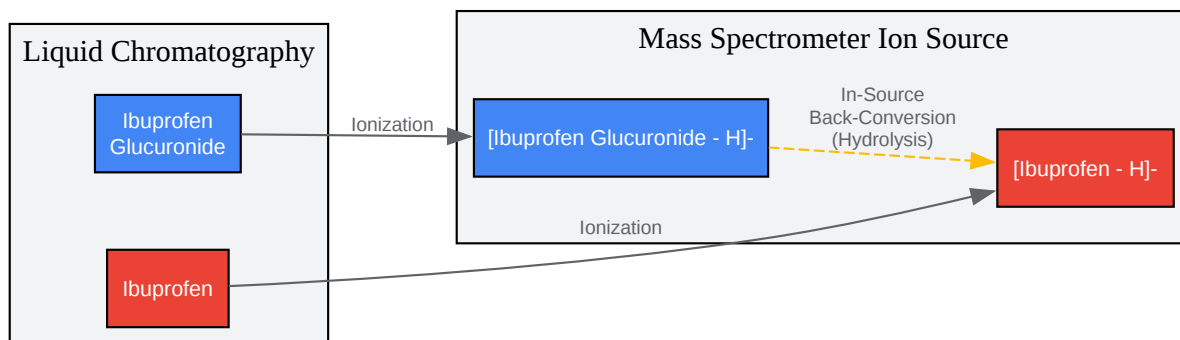 Liquid Chromatography
Ibuprofen
Glucuronide
Ibuprofen
Ionization
Ionization
Mass Spectrometer Ion Source
[Ibuprofen Glucuronide - H]-
In-Source
Back-Conversion
(Hydrolysis)
[Ibuprofen - H]-